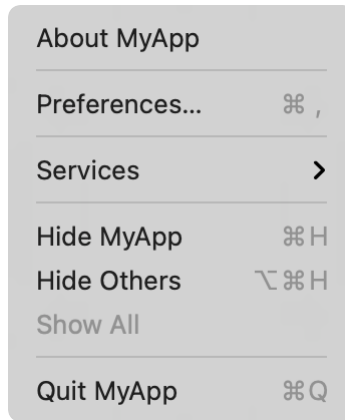 About MyApp
Preferences... ⌘ ,
Services
Hide MyApp ⌘H
Hide Others ⌥⌘H
Show All
Quit MyApp ⌘Q